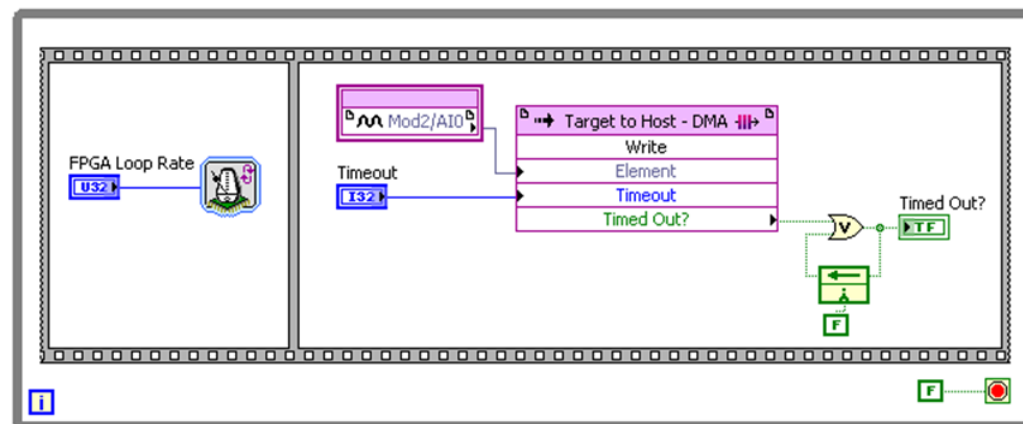 FPGA Loop Rate
U32
Mod2/AI0
Timeout
I32
Target to Host - DMA
Write
Element
Timeout
Timed Out?
Timed Out?
TF
F
F
i